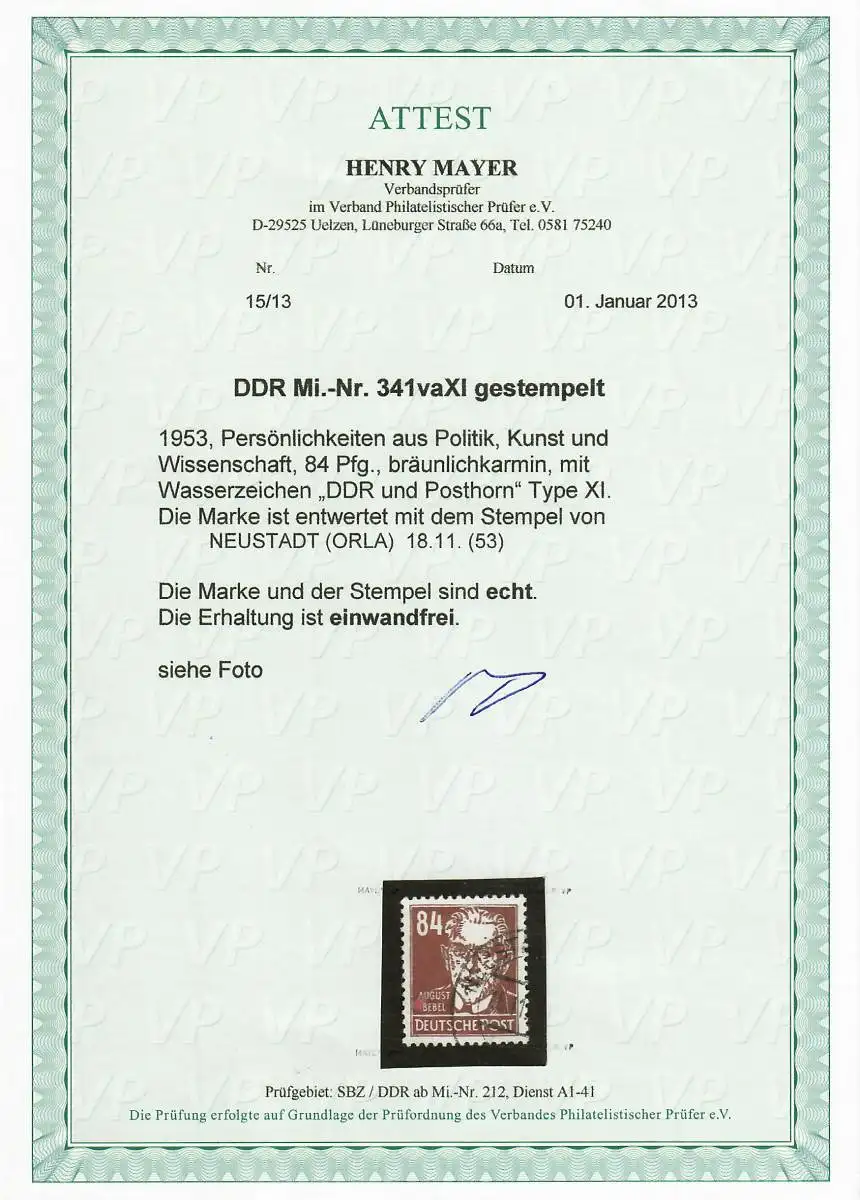 ATTEST
HENRY MAYER
Verbandsprüfer
im Verband Philatelistischer Prüfer e.V.
D-29525 Uelzen, Lüneburger Straße 66a, Tel. 0581 75240
Nr. Datum
15/13 01. Januar 2013
DDR Mi.-Nr. 341vaXI gestempelt
1953, Persönlichkeiten aus Politik, Kunst und
Wissenschaft, 84 Pfg., bräunlichkarmin, mit
Wasserzeichen „DDR und Posthorn“ Type XI.
Die Marke ist entwertet mit dem Stempel von
NEUSTADT (ORLA) 18.11. (53)
Die Marke und der Stempel sind echt.
Die Erhaltung ist einwandfrei.
siehe Foto
VP
84
AUGUST
BEBEL
DEUTSCHE POST
VP
Prüfgebiet: SBZ / DDR ab Mi.-Nr. 212, Dienst A1-41
Die Prüfung erfolgte auf Grundlage der Prüfordnung des Verbandes Philatelistischer Prüfer e.V.